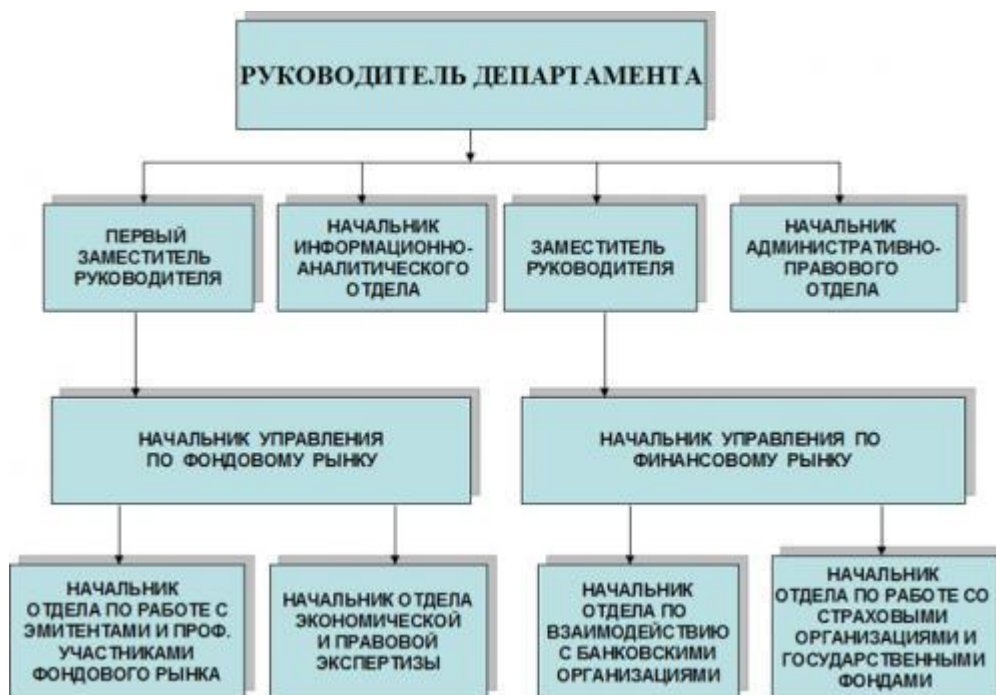 РУКОВОДИТЕЛЬ ДЕПАРТАМЕНТА
ПЕРВЫЙ
ЗАМЕСТИТЕЛЬ
РУКОВОДИТЕЛЯ
НАЧАЛЬНИК
ИНФОРМАЦИОННО-
АНАЛИТИЧЕСКОГО
ОТДЕЛА
ЗАМЕСТИТЕЛЬ
РУКОВОДИТЕЛЯ
НАЧАЛЬНИК
АДМИНИСТРАТИВНО-
ПРАВОВОГО
ОТДЕЛА
НАЧАЛЬНИК УПРАВЛЕНИЯ
ПО ФОНДОВОМУ РЫНКУ
НАЧАЛЬНИК УПРАВЛЕНИЯ ПО
ФИНАНСОВОМУ РЫНКУ
НАЧАЛЬНИК
ОТДЕЛА ПО РАБОТЕ С
ЭМИТЕНТАМИ И ПРОФ.
УЧАСТНИКАМИ
ФОНДОВОГО РЫНКА
НАЧАЛЬНИК ОТДЕЛА
ЭКОНОМИЧЕСКОЙ
И ПРАВОВОЙ
ЭКСПЕРТИЗЫ
НАЧАЛЬНИК
ОТДЕЛА ПО
ВЗАИМОДЕЙСТВИЮ
С БАНКОВСКИМИ
ОРГАНИЗАЦИЯМИ
НАЧАЛЬНИК
ОТДЕЛА ПО РАБОТЕ СО
СТРАХОВЫМИ
ОРГАНИЗАЦИЯМИ И
ГОСУДАРСТВЕННЫМИ
ФОНДАМИ